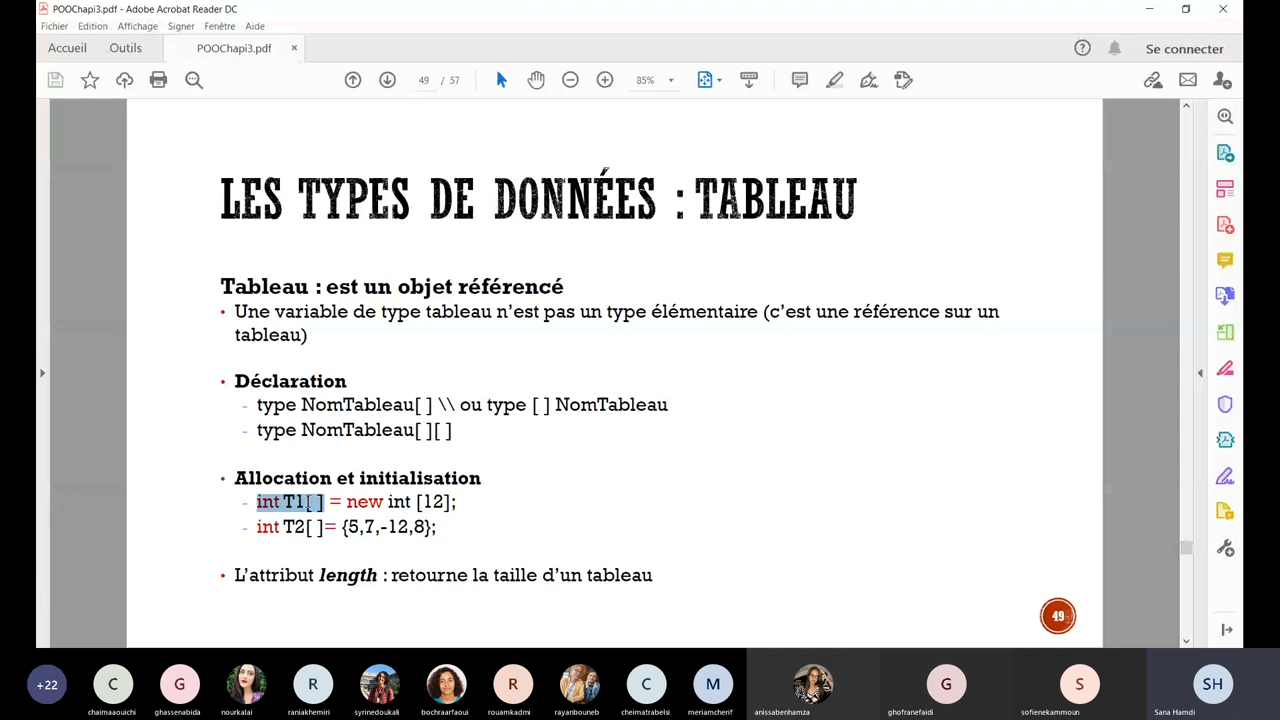 POOChapi3.pdf - Adobe Acrobat Reader DC
Fichier Edition Affichage Signer Fenêtre Aide
Accueil Outils POOChapi3.pdf × Se connecter
49 / 57 85%
LES TYPES DE DONNÉES : TABLEAU
Tableau : est un objet référencé
• Une variable de type tableau n'est pas un type élémentaire (c'est une référence sur un
tableau)
• Déclaration
- type NomTableau[ ] \\ ou type [ ] NomTableau
- type NomTableau[ ][ ]
• Allocation et initialisation
- int T1[ ] = new int [12];
- int T2[ ]= {5,7,-12,8};
• L'attribut length : retourne la taille d'un tableau
49
+22 C G R R C M G S SH
chaimaaouichi ghassenabida nourkalai raniakhemiri syrinedoukali bochraarfaoui rouamkadmi rayanbouneb cheimatrabelsi meriamcherif anissabenhamza ghofranefaidi sofienekammoun Sana Hamdi